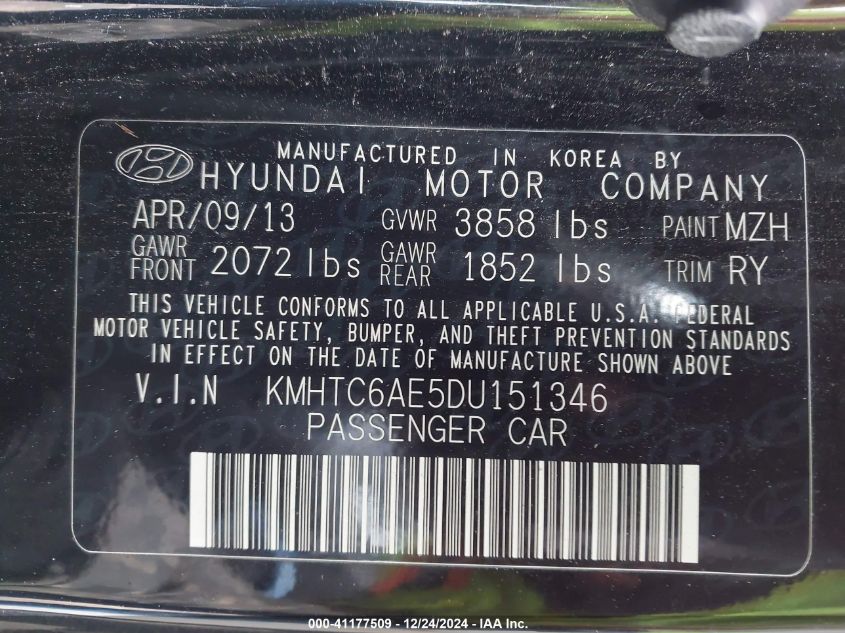 MANUFACTURED IN KOREA BY
HYUNDAI MOTOR COMPANY
APR/09/13 GVWR 3858 lbs PAINT MZH
GAWR FRONT 2072 lbs GAWR REAR 1852 lbs TRIM RY
THIS VEHICLE CONFORMS TO ALL APPLICABLE U.S.A. FEDERAL
MOTOR VEHICLE SAFETY, BUMPER, AND THEFT PREVENTION STANDARDS
IN EFFECT ON THE DATE OF MANUFACTURE SHOWN ABOVE
V.I.N KMHTC6AE5DU151346
PASSENGER CAR
000-41177509 - 12/24/2024 - IAA Inc.